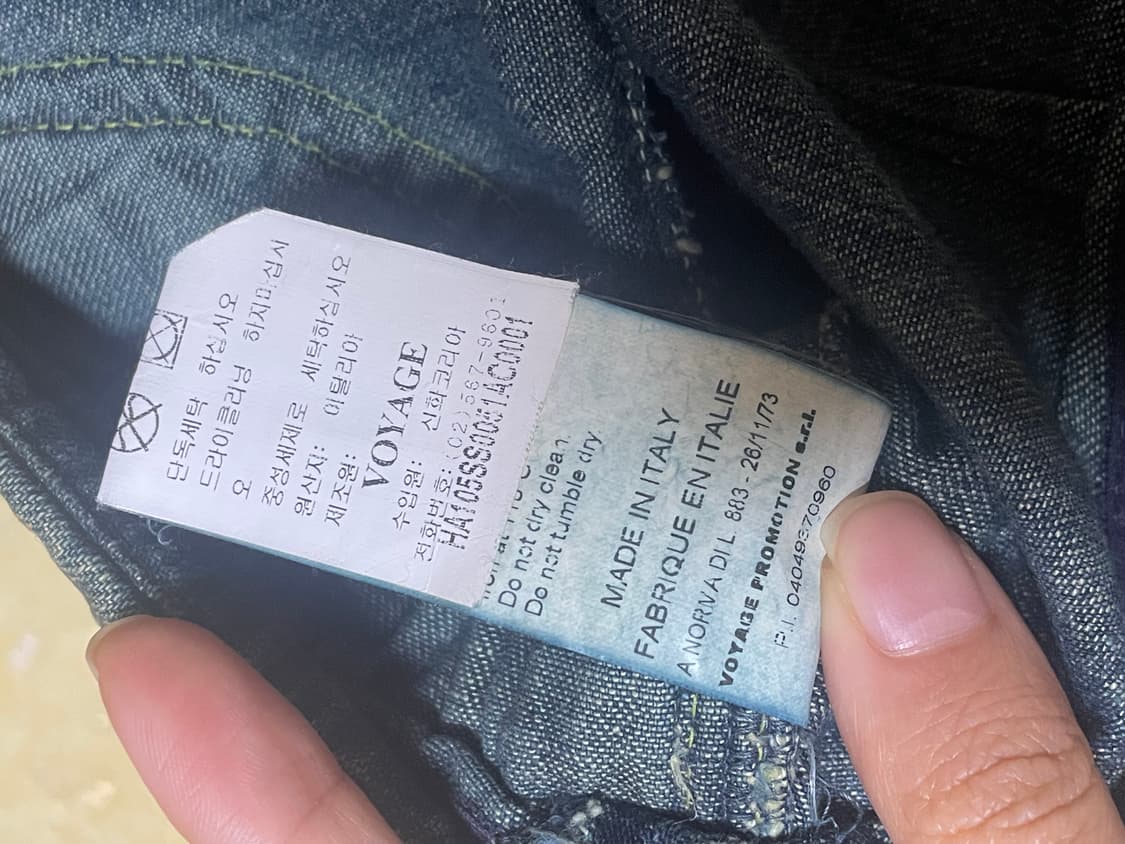 단독세탁 하십시오
드라이클리닝 하지마십시
오
중성세제로 세탁하십시오
원산지: 이탈리아
제조원:
VOYAGE
수입원: 신화코리아
전화번호: (02)567-9601
HA105SS0001AC0001
Do not dry clean.
Do not tumble dry.
MADE IN ITALY
FABRIQUE EN ITALIE
A NORVA DI L 883 - 26/11/73
VOYAGE PROMOTION s.r.l.
P.I.